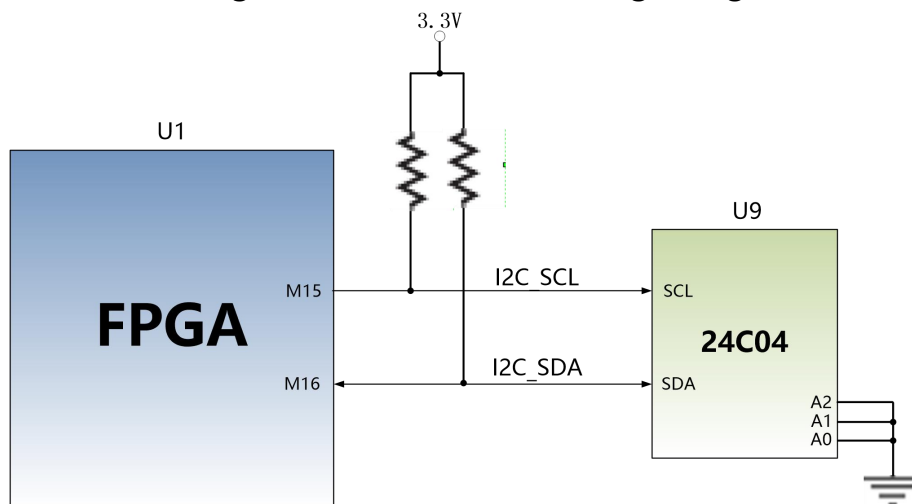 3.3V
U1
U9
M15
I2C_SCL
SCL
FPGA
24C04
M16
I2C_SDA
SDA
A2
A1
A0